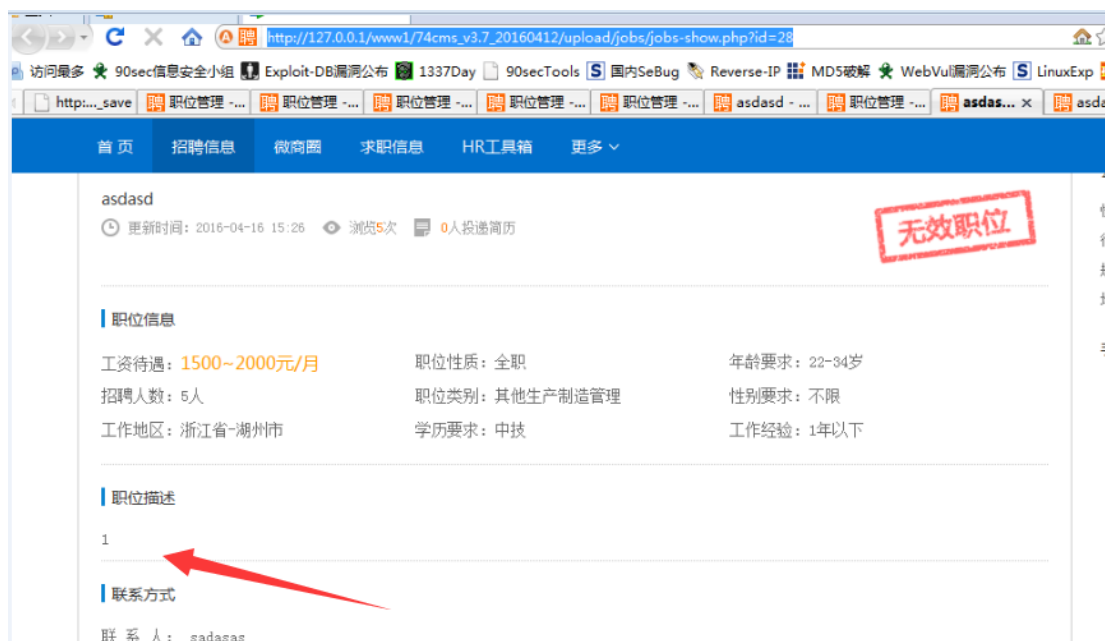 http://127.0.0.1/www1/74cms_v3.7_20160412/upload/jobs/jobs-show.php?id=28
访问最多 90sec信息安全小组 Exploit-DB漏洞公布 1337Day 90secTools 国内SeBug Reverse-IP MD5破解 WebVul漏洞公布 LinuxExp
http:..._save 职位管理 -... 职位管理 -... 职位管理 -... 职位管理 -... 职位管理 -... asdasd - ... 职位管理 -... asdas... × asda
首 页 招聘信息 微商圈 求职信息 HR工具箱 更多
asdasd
更新时间：2016-04-16 15:26 浏览5次 0人投递简历
无效职位
职位信息
工资待遇：1500~2000元/月 职位性质：全职 年龄要求：22-34岁
招聘人数：5人 职位类别：其他生产制造管理 性别要求：不限
工作地区：浙江省-湖州市 学历要求：中技 工作经验：1年以下
职位描述
1
联系方式
联 系 人： sadasas